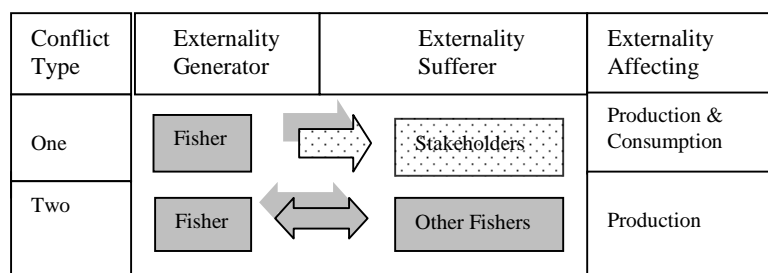 Conflict Type
Externality Generator
Externality Sufferer
Externality Affecting
One
Fisher
Stakeholders
Production &
Consumption
Two
Fisher
Other Fishers
Production